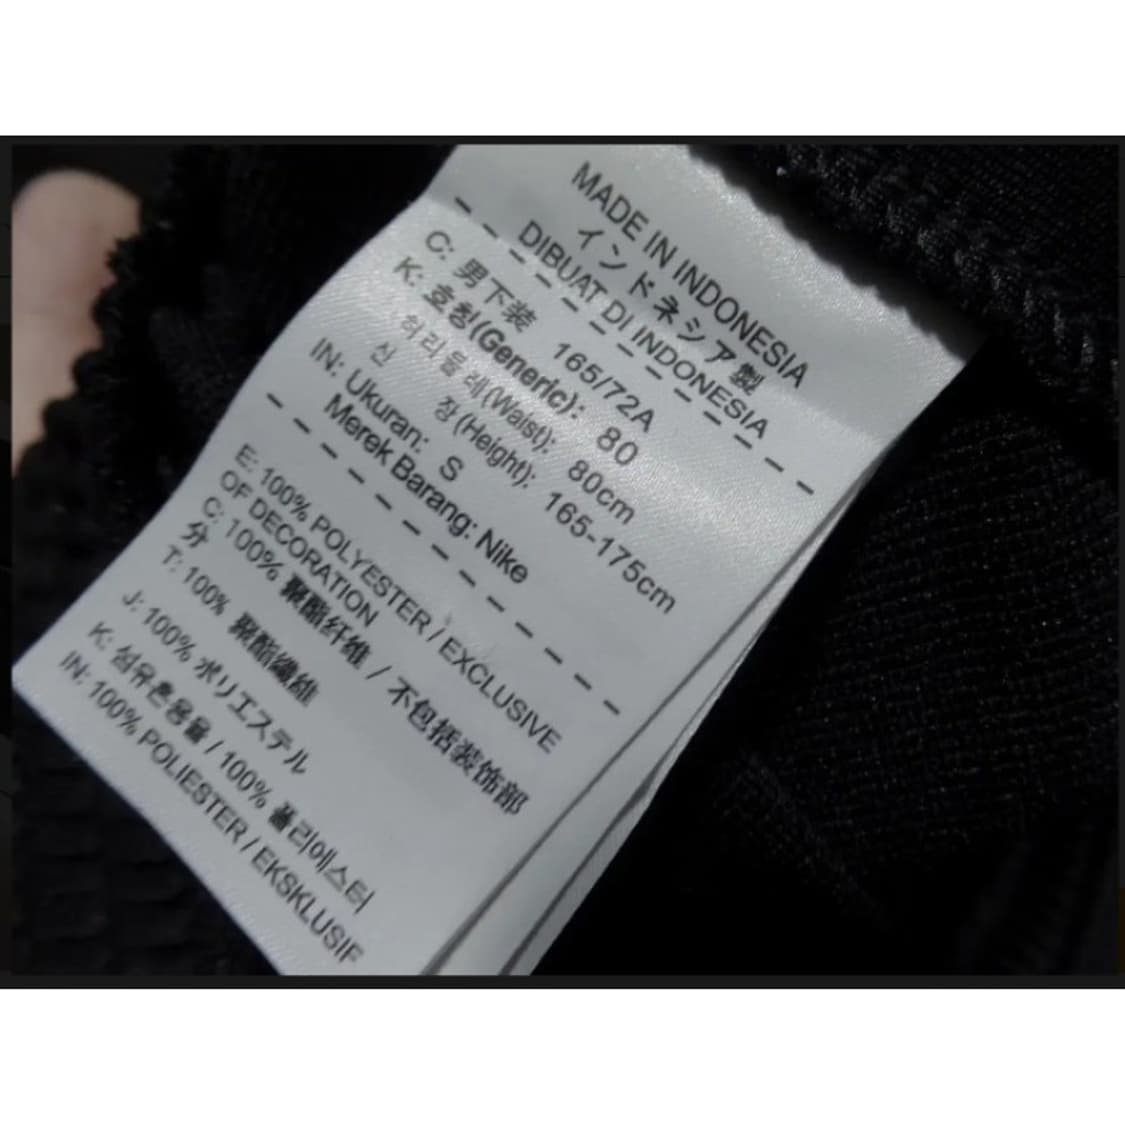 MADE IN INDONESIA
インドネシア製
DIBUAT DI INDONESIA
C: 男下装 165/72A
K: 호칭(Generic): 80
허리둘레(Waist): 80cm
신 장(Height): 165-175cm
IN: Ukuran: S
Merek Barang: Nike
E: 100% POLYESTER / EXCLUSIVE
OF DECORATION
C: 100% 聚酯纤维 / 不包括装饰部
分
T: 100% 聚酯纖維
J: 100% ポリエステル
K: 섬유혼용율 / 100% 폴리에스터
IN: 100% POLIESTER / EKSKLUSIF